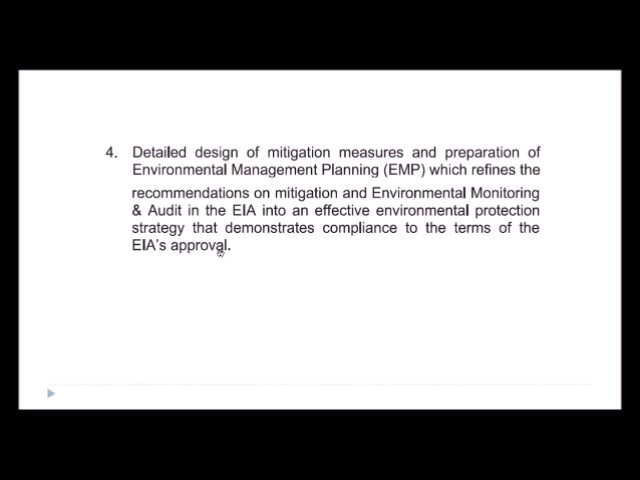 4. Detailed design of mitigation measures and preparation of
Environmental Management Planning (EMP) which refines the
recommendations on mitigation and Environmental Monitoring
& Audit in the EIA into an effective environmental protection
strategy that demonstrates compliance to the terms of the
EIA's approval.